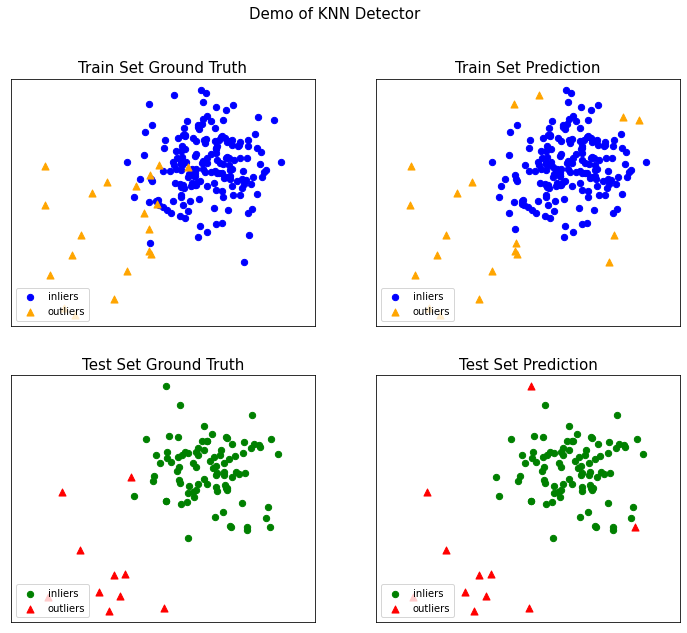 Demo of KNN Detector
Train Set Ground Truth
Train Set Prediction
inliers
outliers
inliers
outliers
Test Set Ground Truth
Test Set Prediction
inliers
outliers
inliers
outliers